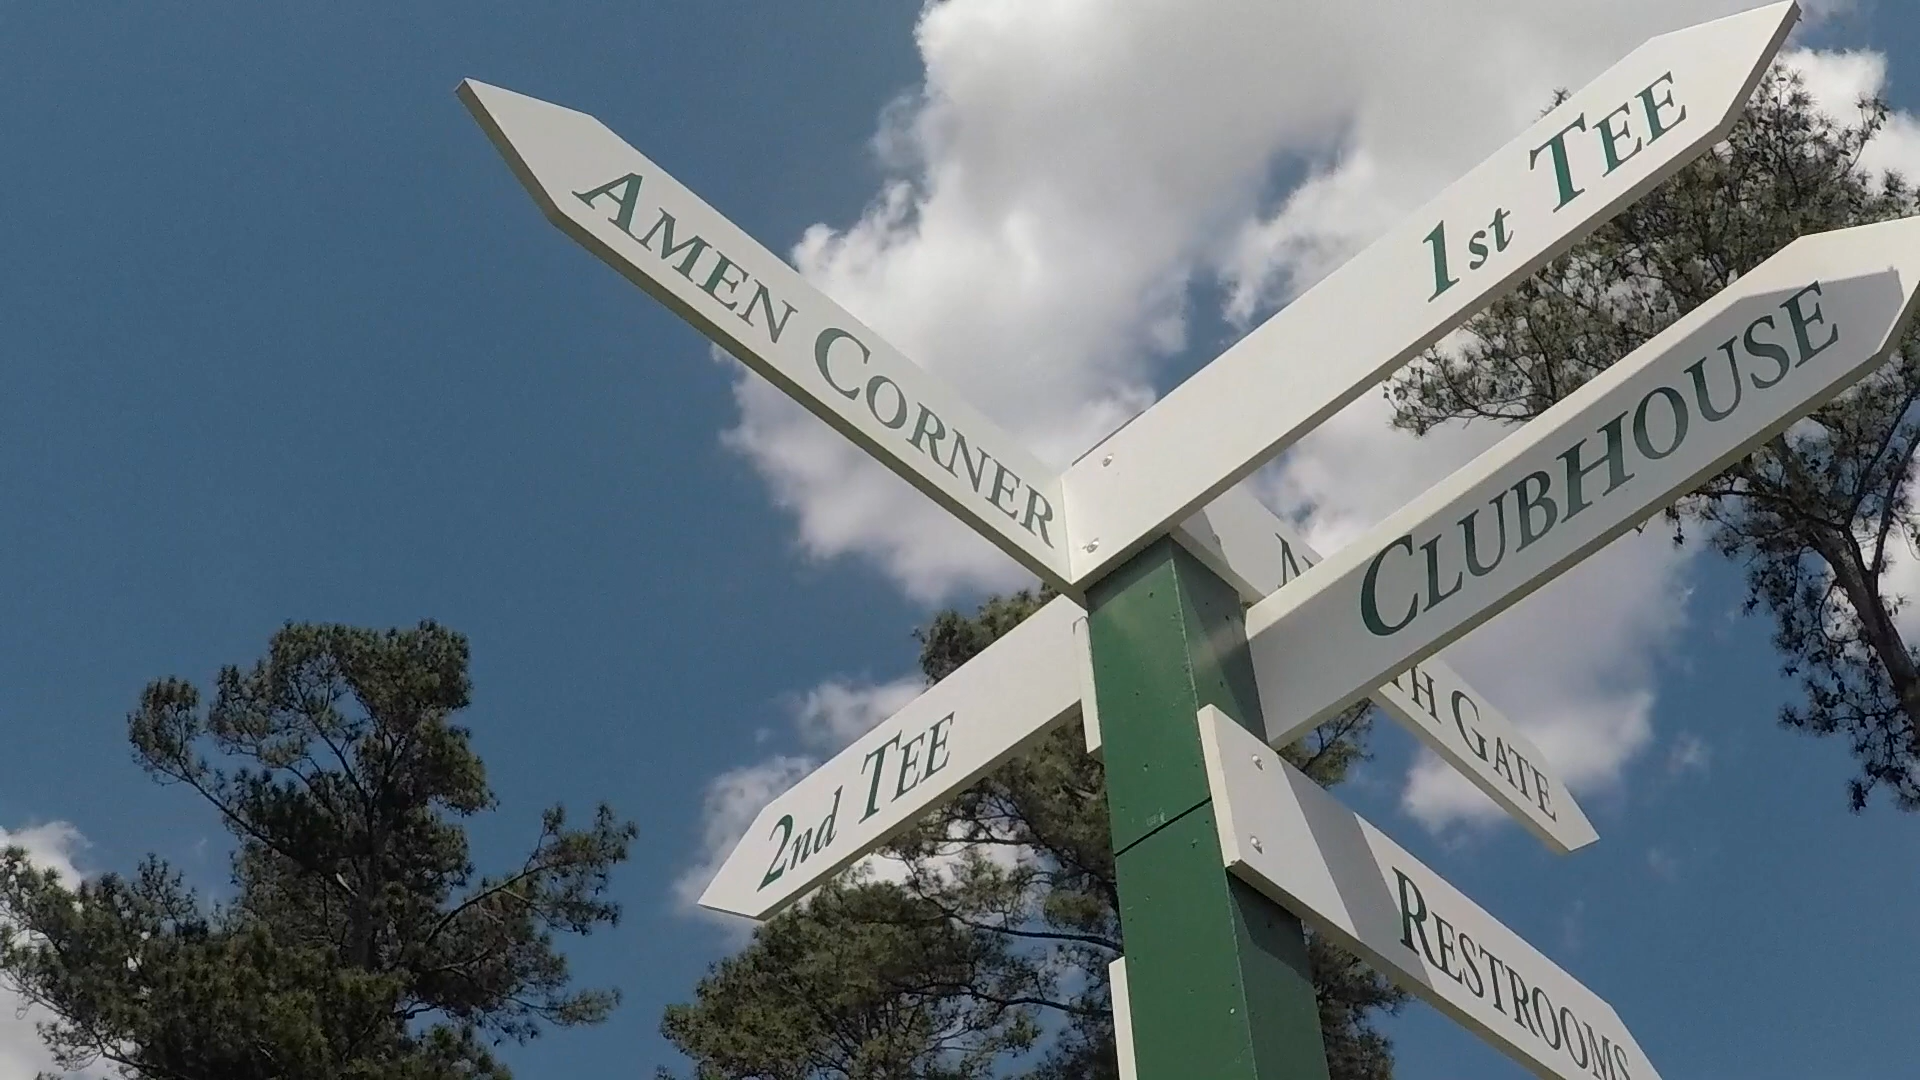 AMEN CORNER
1st TEE
CLUBHOUSE
2nd TEE
GATE
RESTROOMS